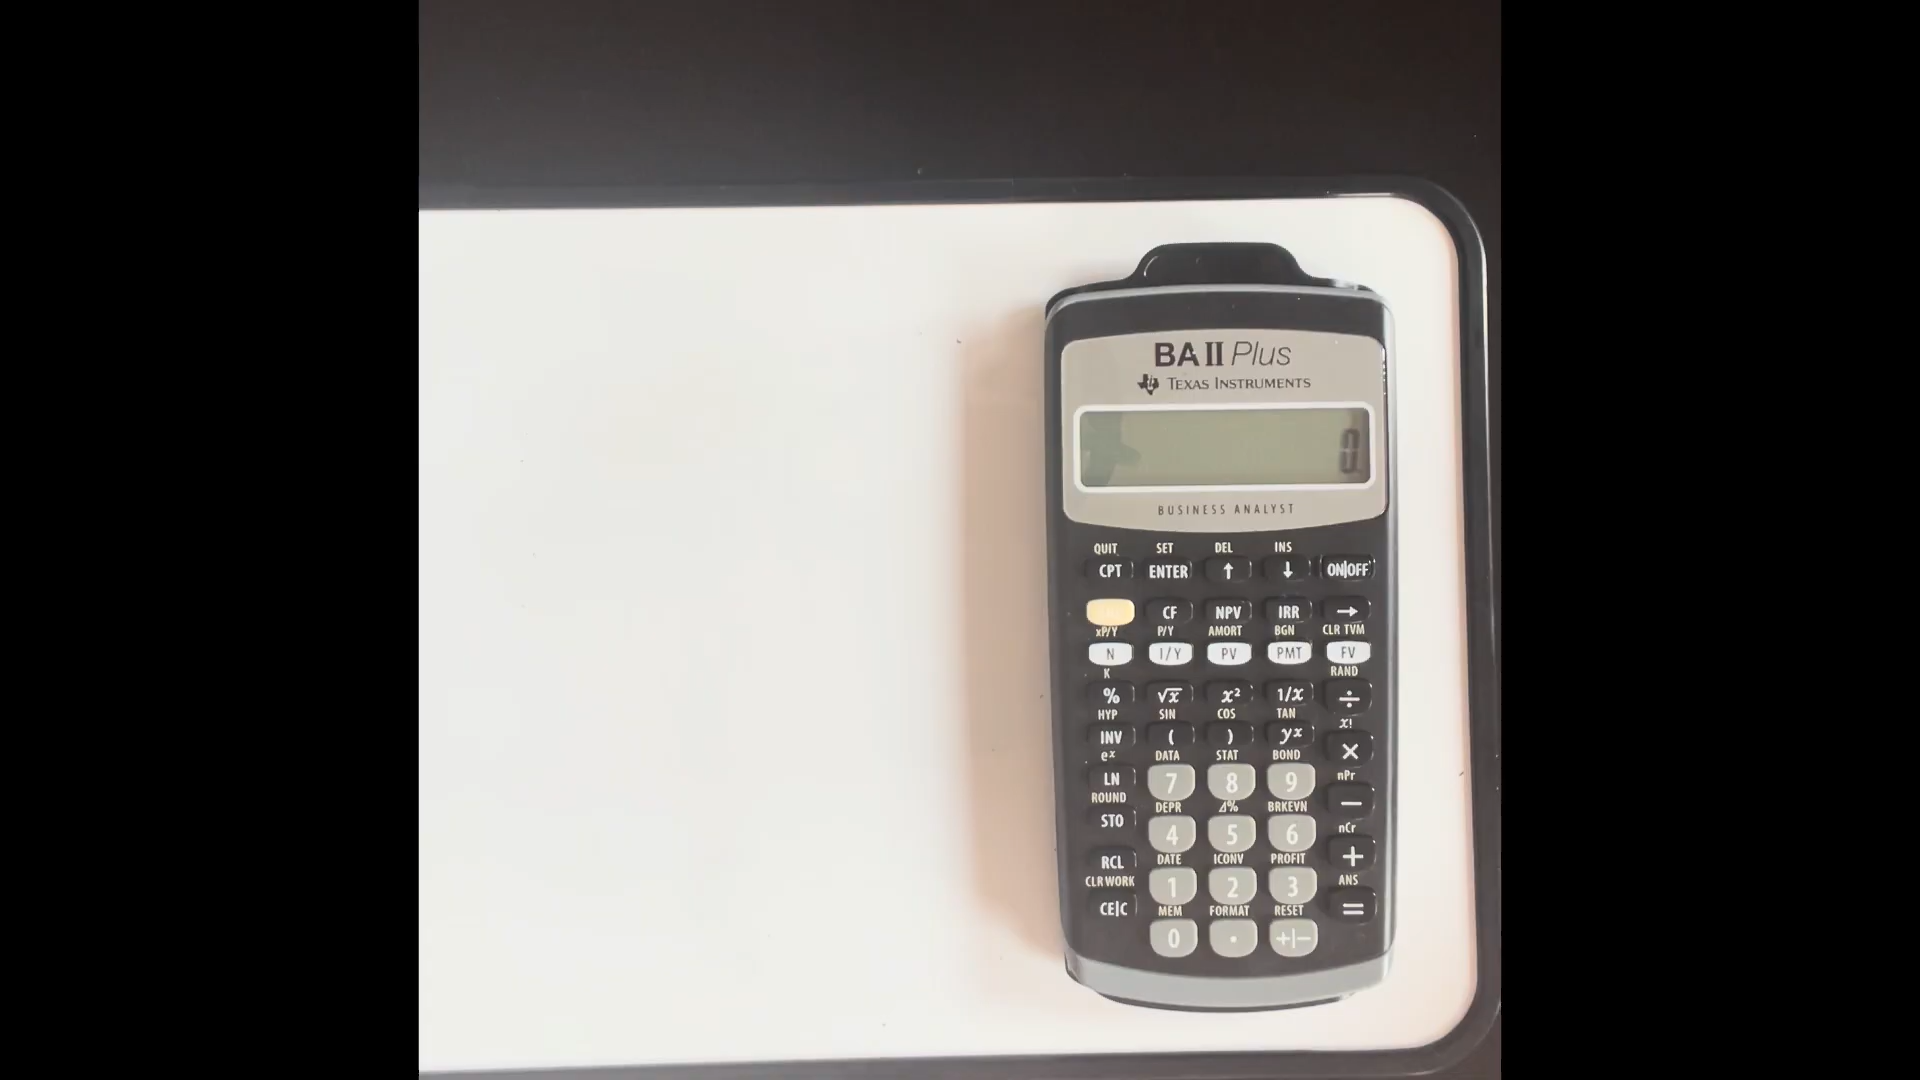 BA II Plus
TEXAS INSTRUMENTS
0
BUSINESS ANALYST
QUIT SET DEL INS
CPT ENTER ↑ ↓ ON|OFF
CF NPV IRR →
xP/Y P/Y AMORT BGN CLR TVM
N I/Y PV PMT FV
K RAND
% √x x² 1/x ÷
HYP SIN COS TAN x!
INV ( ) yˣ ×
eˣ DATA STAT BOND nPr
LN 7 8 9 −
ROUND DEPR Δ% BRKEVN nCr
STO 4 5 6 +
DATE ICONV PROFIT ANS
RCL 1 2 3 =
CLR WORK MEM FORMAT RESET
CE|C 0 . +|−